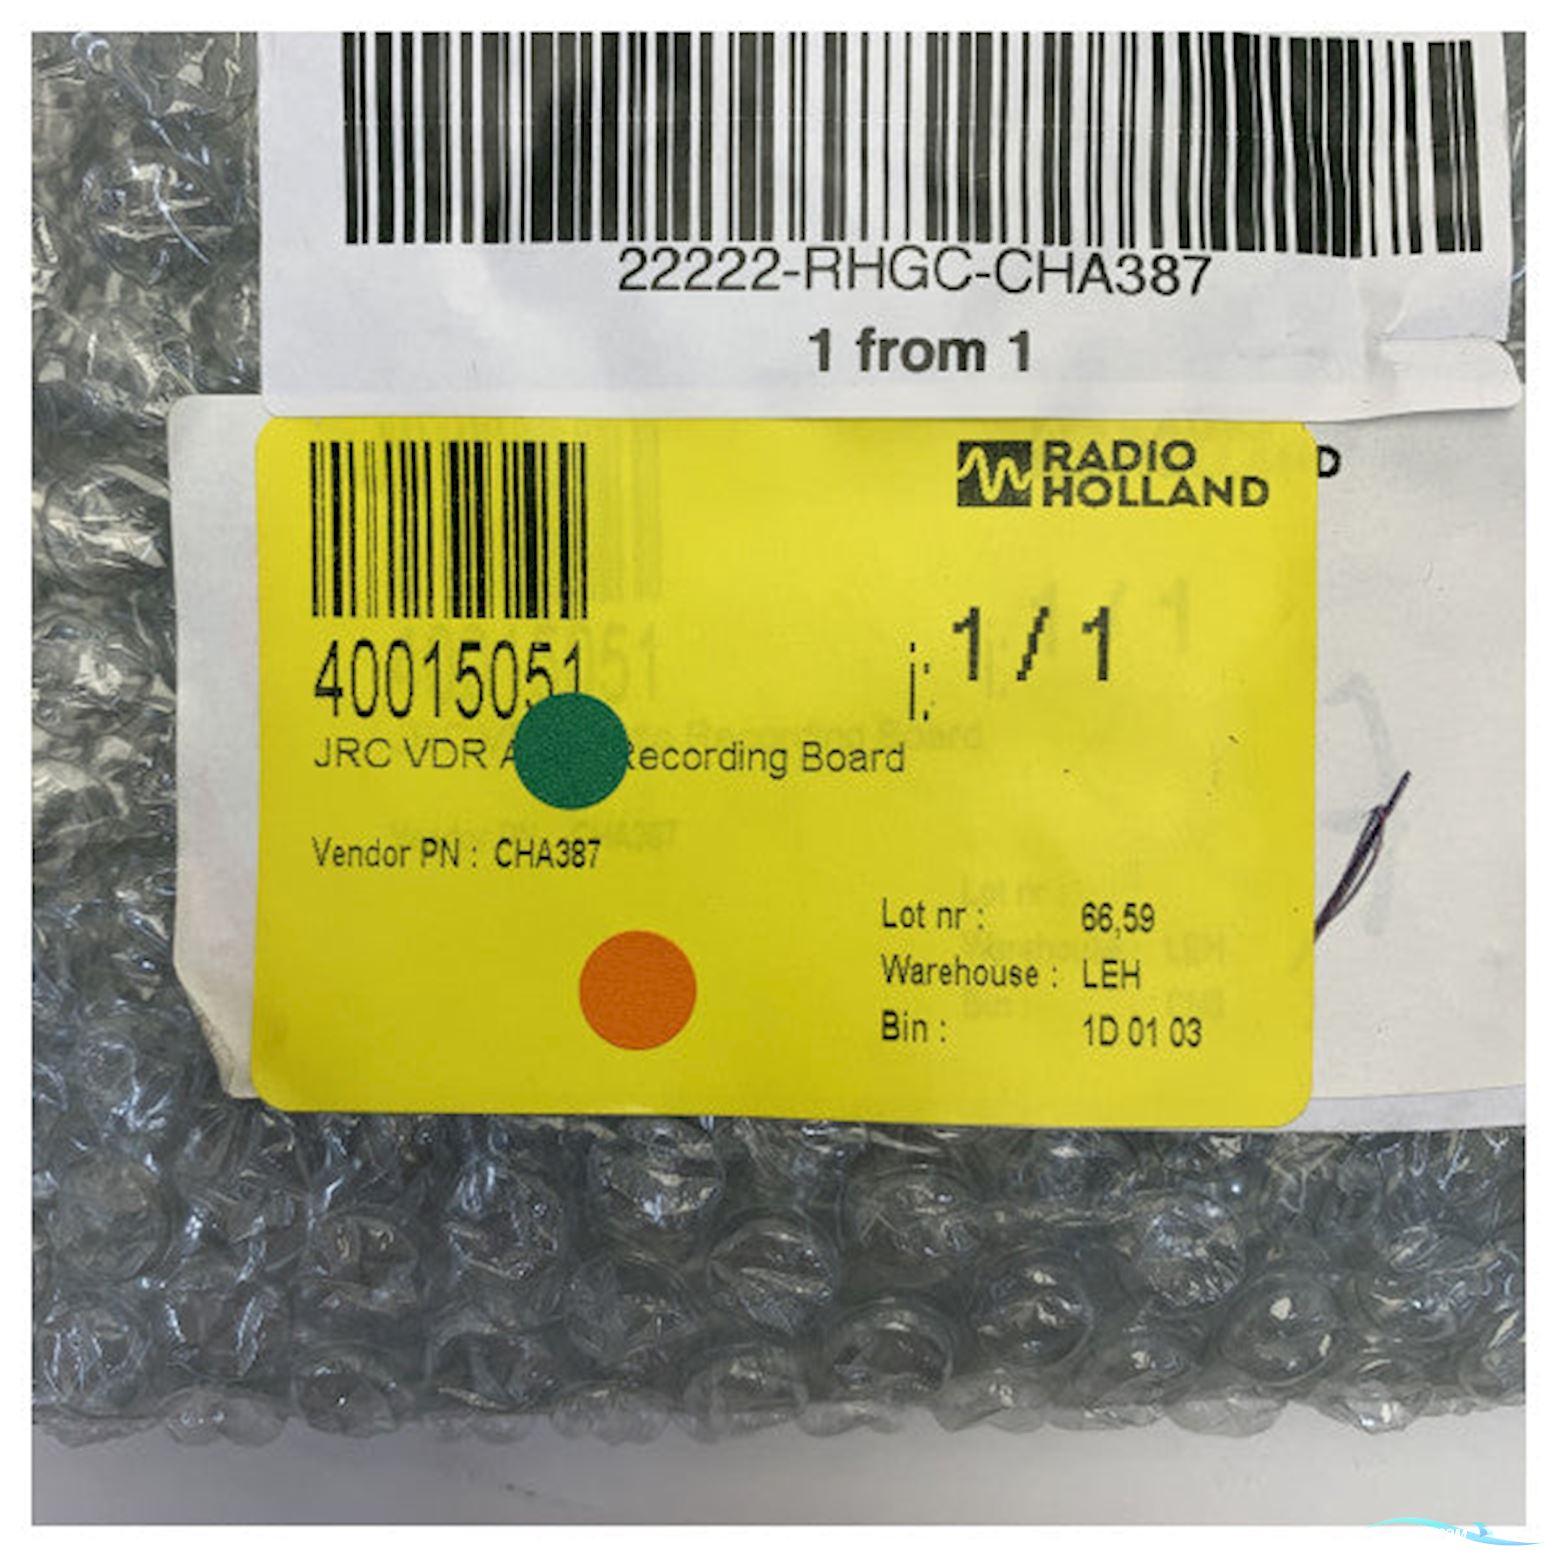 22222-RHGC-CHA387
1 from 1
RADIO
HOLLAND
D
40015051
i: 1 / 1
JRC VDR A Recording Board
Vendor PN : CHA387
Lot nr : 66,59
Warehouse : LEH
Bin : 1D 01 03